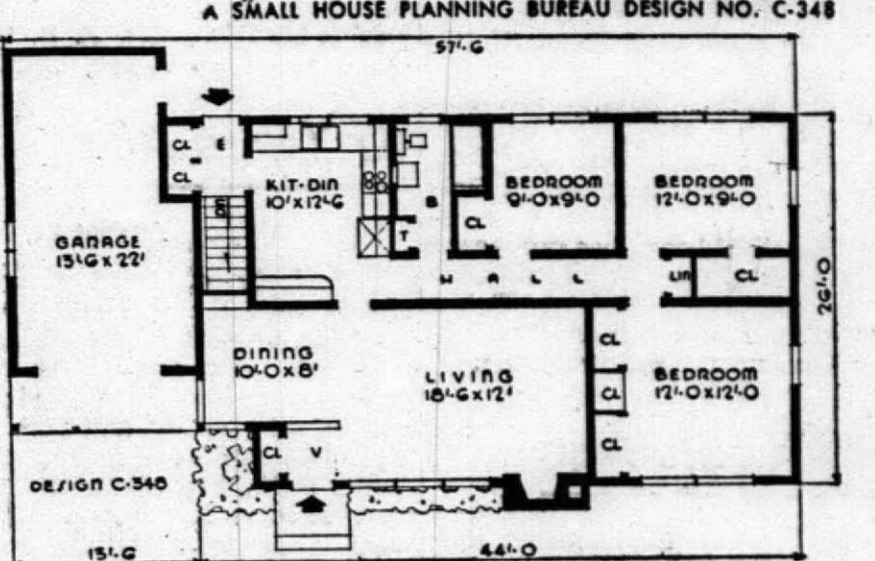 A SMALL HOUSE PLANNING BUREAU DESIGN NO. C-348
57'-6
CL
E
CL
DN
KIT-DIN
10'X12'-6
B
T
CL
BEDROOM
9'-0X9'-0
BEDROOM
12'-0X9'-0
GARAGE
13'-6X22'
HALL
LIN
CL
26'-0
DINING
10'-0X8'
LIVING
18'-6X12'
CL
CL
CL
BEDROOM
12'-0X12'-0
CL
V
DESIGN C-348
13'-6
44'-0